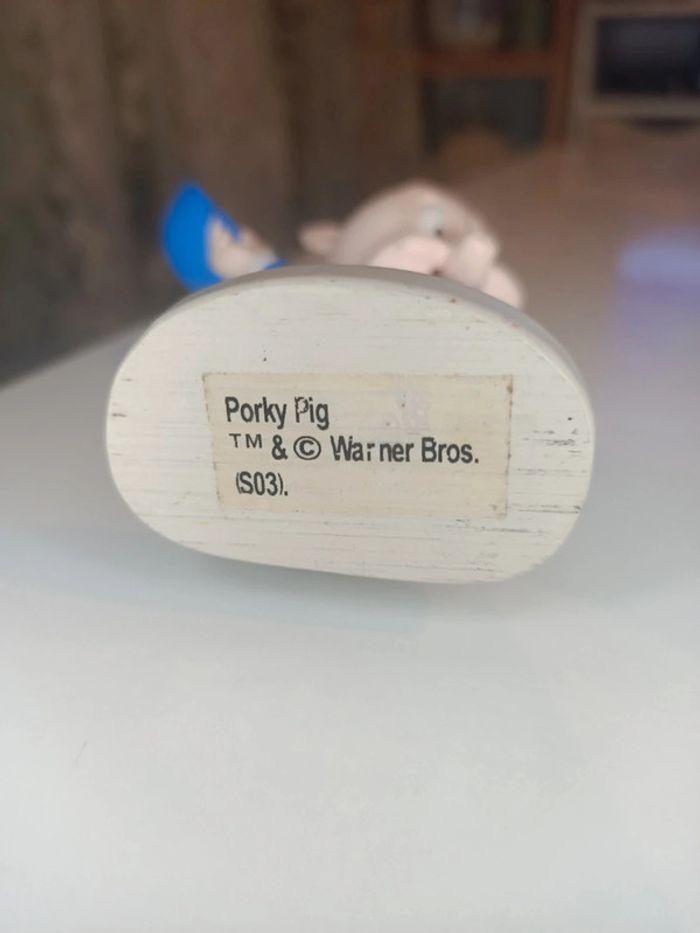 Porky Pig
™ & © Warner Bros.
(S03).